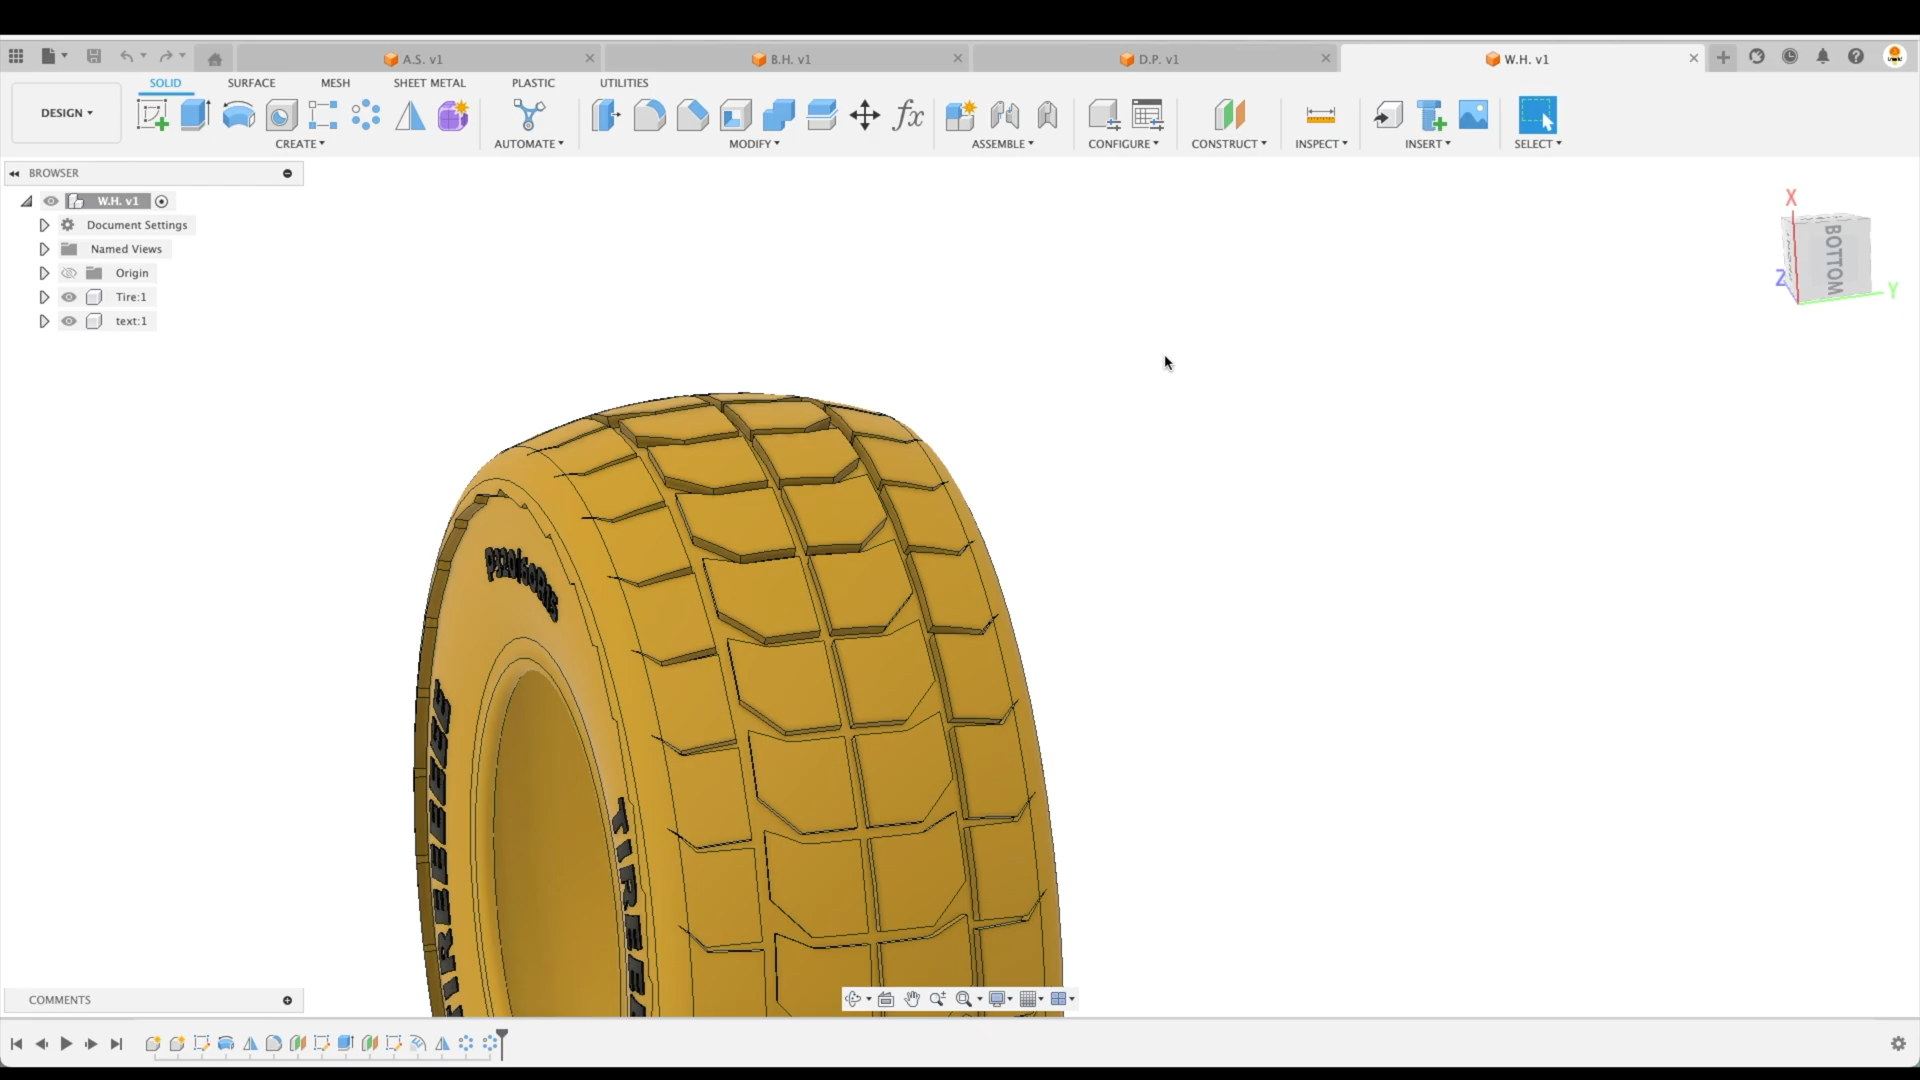 A.S. v1
B.H. v1
D.P. v1
W.H. v1
DESIGN
SOLID
SURFACE
MESH
SHEET METAL
PLASTIC
UTILITIES
CREATE
AUTOMATE
MODIFY
fx
ASSEMBLE
CONFIGURE
CONSTRUCT
INSPECT
INSERT
SELECT
BROWSER
W.H. v1
Document Settings
Named Views
Origin
Tire:1
text:1
X
BOTTOM
Z
Y
COMMENTS